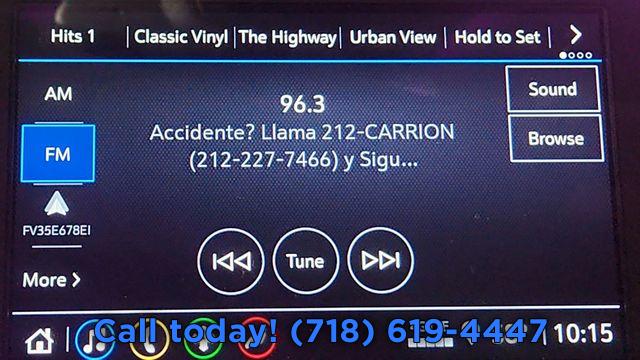 Hits 1 Classic Vinyl The Highway Urban View Hold to Set
AM
96.3
Sound
Accidente? Llama 212-CARRION
(212-227-7466) y Sigu...
FM
Browse
FV35E678EI
Tune
More
Call today! (718) 619-4447
10:15